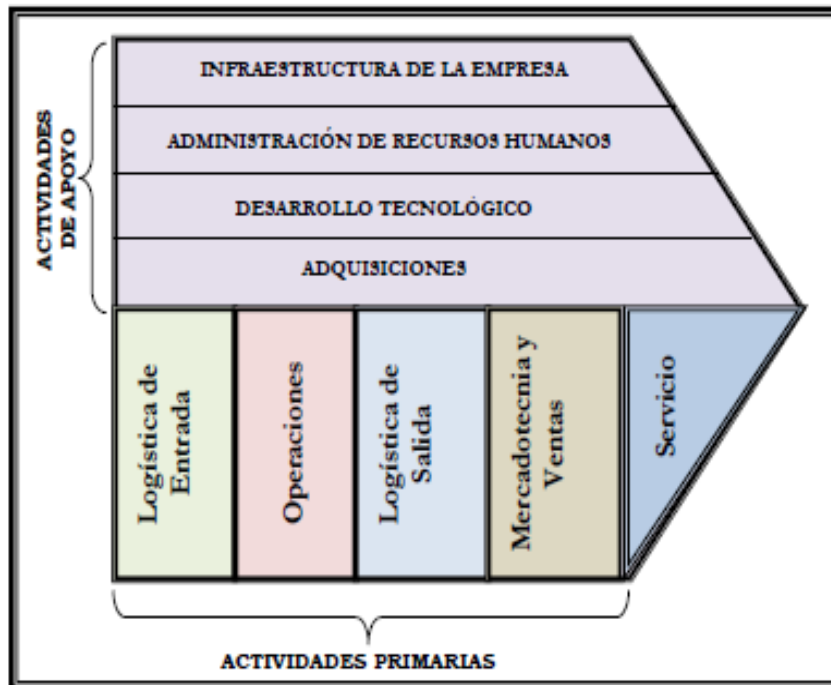 INFRAESTRUCTURA DE LA EMPRESA
ADMINISTRACIÓN DE RECURSOS HUMANOS
DESARROLLO TECNOLÓGICO
ADQUISICIONES
ACTIVIDADES
DE APOYO
Logística de
Entrada
Operaciones
Logística de
Salida
Mercadotecnia y
Ventas
Servicio
ACTIVIDADES PRIMARIAS